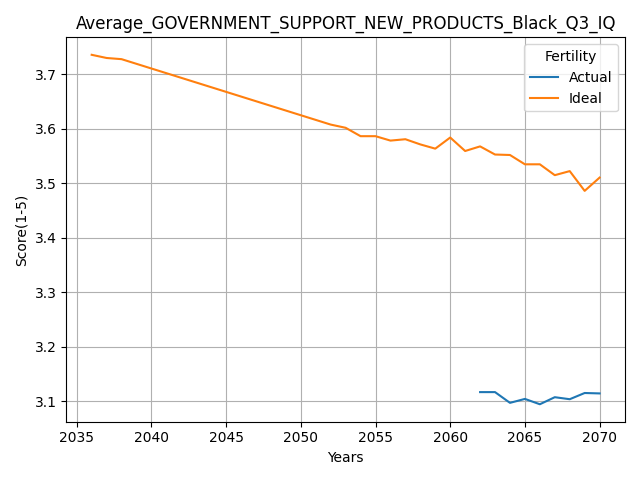 Average_GOVERNMENT_SUPPORT_NEW_PRODUCTS_Black_Q3_IQ
Fertility
Actual
Ideal
Score(1-5)
3.7
3.6
3.5
3.4
3.3
3.2
3.1
2035 2040 2045 2050 2055 2060 2065 2070
Years